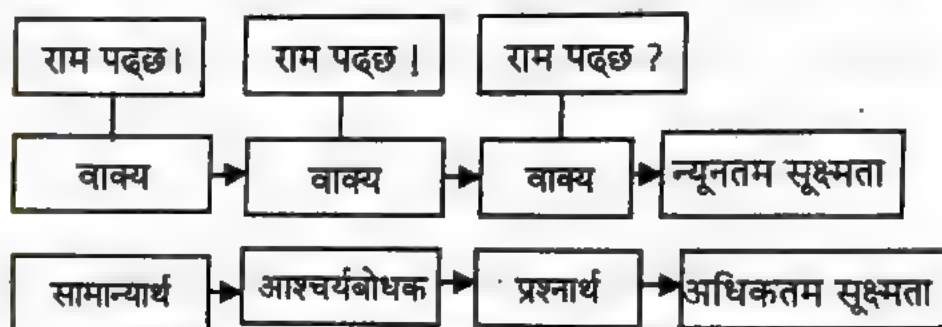 राम पढ्छ। राम पढ्छ ! राम पढ्छ ?
वाक्य वाक्य वाक्य न्यूनतम सूक्ष्मता
सामान्यार्थ आश्चर्यबोधक प्रश्नार्थ अधिकतम सूक्ष्मता